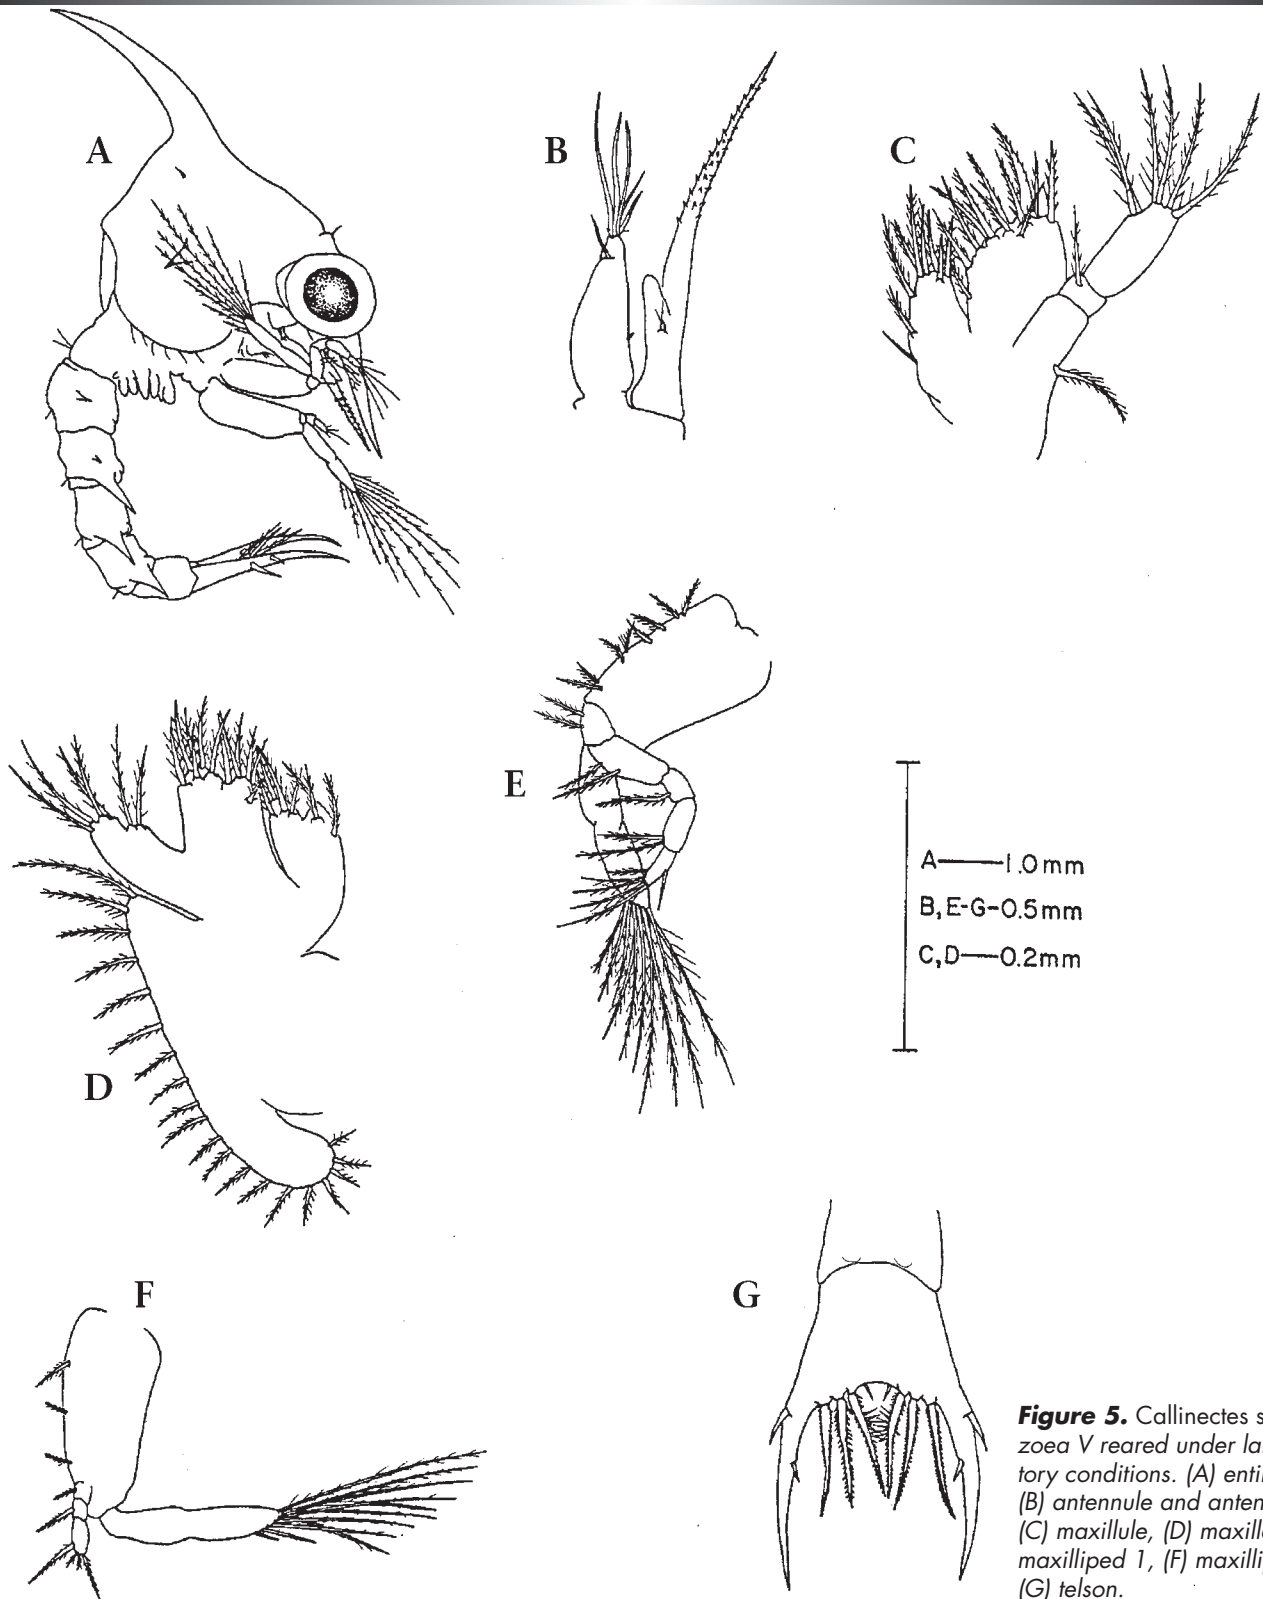 A
B
C
D
E
F
G
A——1.0mm
B,E-G-0.5mm
C,D——0.2mm
Figure 5. Callinectes s
zoea V reared under la
tory conditions. (A) enti
(B) antennule and anten
(C) maxillule, (D) maxill
maxilliped 1, (F) maxillip
(G) telson.